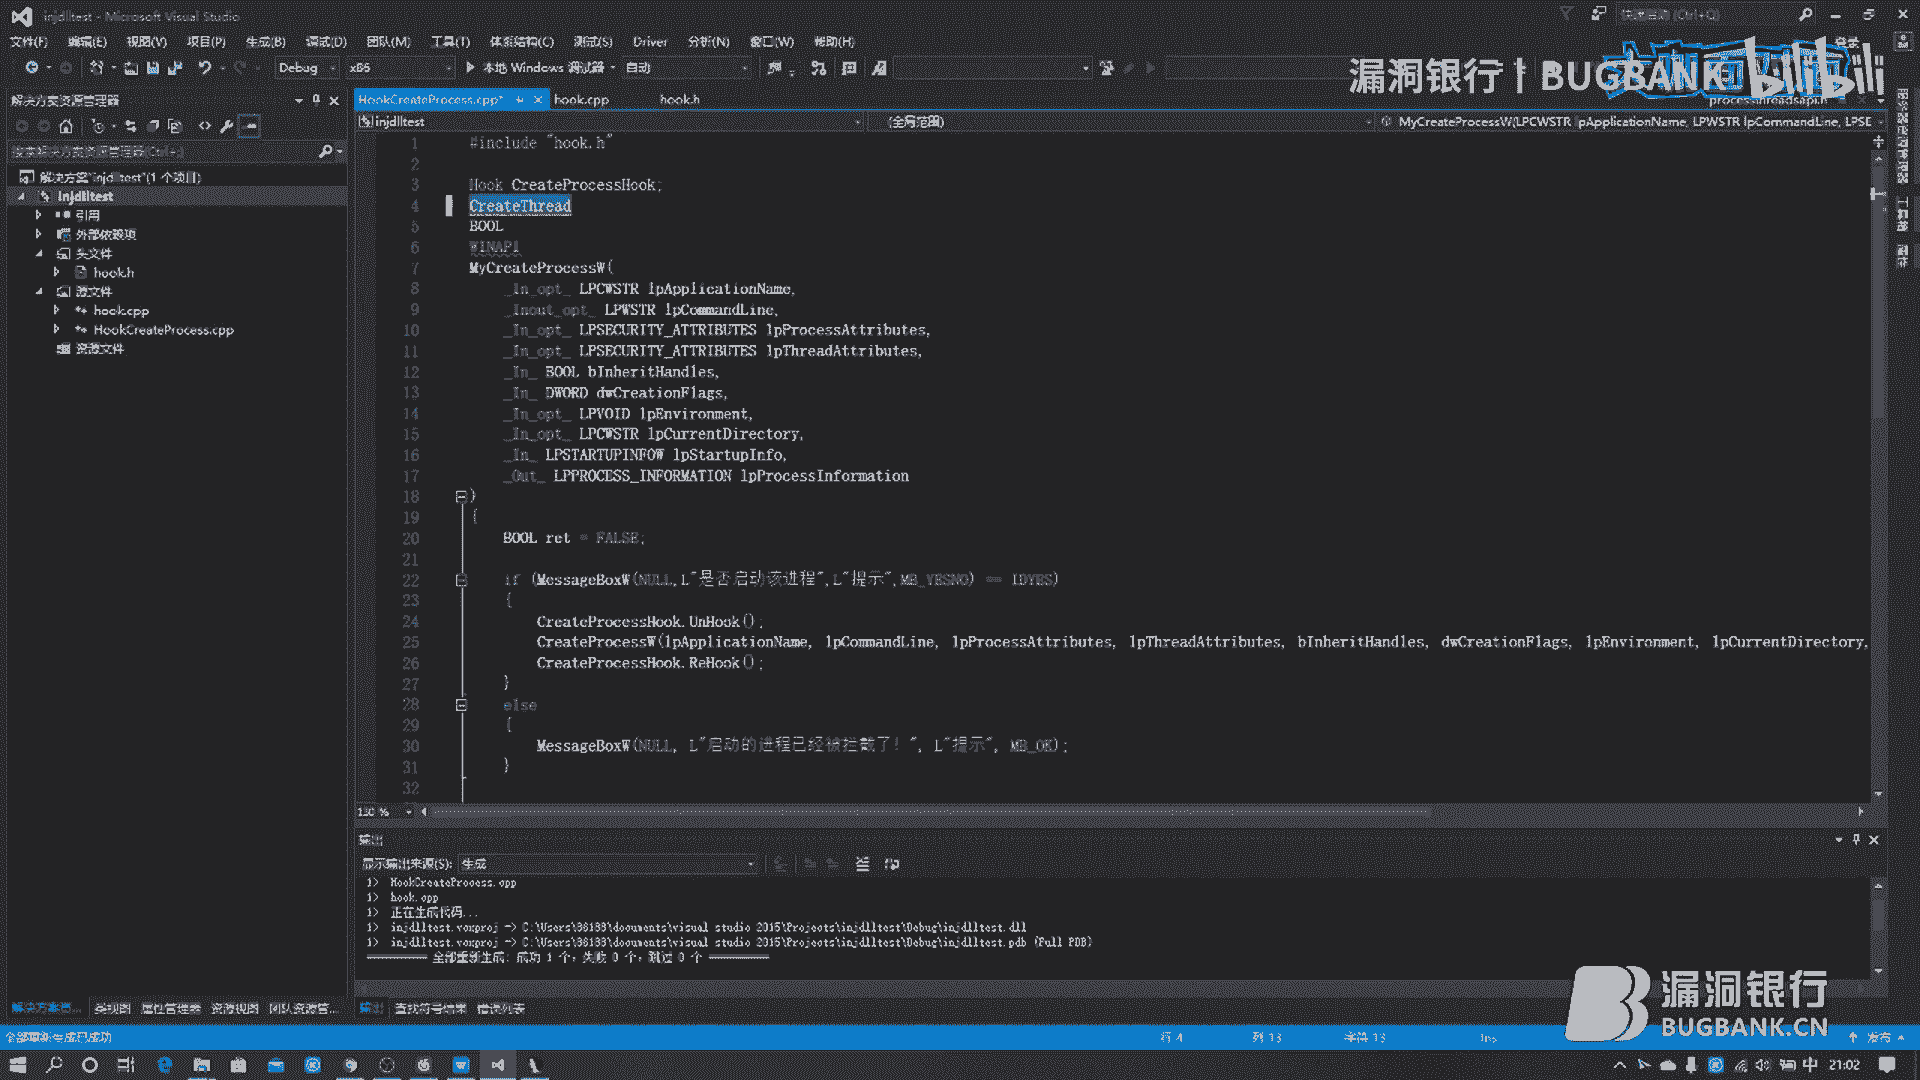 injdlltest - Microsoft Visual Studio
快速启动 (Ctrl+Q)
文件(F) 编辑(E) 视图(V) 项目(P) 生成(B) 调试(D) 团队(M) 工具(T) 体系结构(C) 测试(S) Driver 分析(N) 窗口(W) 帮助(H)
登录
Debug x86 本地 Windows 调试器 自动
漏洞银行 | BUGBANK bilibili
解决方案资源管理器
HookCreateProcess.cpp* hook.cpp hook.h
processthreadsapi.h
injdlltest (全局范围) MyCreateProcessW(LPCWSTR lpApplicationName, LPWSTR lpCommandLine, LPSE
搜索解决方案资源管理器(Ctrl+;)
解决方案"injdlltest"(1 个项目)
injdlltest
引用
外部依赖项
头文件
hook.h
源文件
hook.cpp
HookCreateProcess.cpp
资源文件
工具箱
属性
1 #include "hook.h"
2
3 Hook CreateProcessHook;
4 CreateThread
5 BOOL
6 WINAPI
7 MyCreateProcessW(
8 _In_opt_ LPCWSTR lpApplicationName,
9 _Inout_opt_ LPWSTR lpCommandLine,
10 _In_opt_ LPSECURITY_ATTRIBUTES lpProcessAttributes,
11 _In_opt_ LPSECURITY_ATTRIBUTES lpThreadAttributes,
12 _In_ BOOL bInheritHandles,
13 _In_ DWORD dwCreationFlags,
14 _In_opt_ LPVOID lpEnvironment,
15 _In_opt_ LPCWSTR lpCurrentDirectory,
16 _In_ LPSTARTUPINFOW lpStartupInfo,
17 _Out_ LPPROCESS_INFORMATION lpProcessInformation
18 )
19 {
20 BOOL ret = FALSE;
21
22 if (MessageBoxW(NULL,L"是否启动该进程",L"提示",MB_YESNO) == IDYES)
23 {
24 CreateProcessHook.UnHook();
25 CreateProcessW(lpApplicationName, lpCommandLine, lpProcessAttributes, lpThreadAttributes, bInheritHandles, dwCreationFlags, lpEnvironment, lpCurrentDirectory,
26 CreateProcessHook.ReHook();
27 }
28 else
29 {
30 MessageBoxW(NULL, L"启动的进程已经被拦截了! ", L"提示", MB_OK);
31 }
32
输出
显示输出来源(S): 生成
1> HookCreateProcess.cpp
1> hook.cpp
1> 正在生成代码...
1> injdlltest.vcxproj -> C:\Users\86188\documents\visual studio 2015\Projects\injdlltest\Debug\injdlltest.dll
1> injdlltest.vcxproj -> C:\Users\86188\documents\visual studio 2015\Projects\injdlltest\Debug\injdlltest.pdb (Full PDB)
========== 全部重新生成: 成功 1 个，失败 0 个，跳过 0 个 ==========
解决方案资... 类视图 属性管理器 资源视图 团队资源管...
输出 查找符号结果 错误列表
漏洞银行
BUGBANK.CN
全部重新生成已成功
行 4 列 13 字符 13 Ins
发布
中 21:02